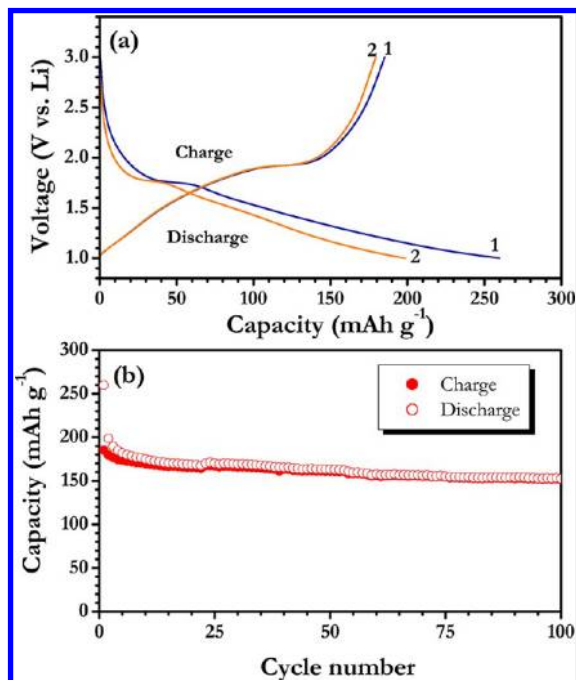 (a)
2 1
3.0
2.5
2.0
1.5
1.0
Voltage (V vs. Li)
Charge
Discharge
1
2
0 50 100 150 200 250 300
Capacity (mAh g⁻¹)
(b)
300
250
200
150
100
50
0
Capacity (mAh g⁻¹)
Charge
Discharge
0 25 50 75 100
Cycle number